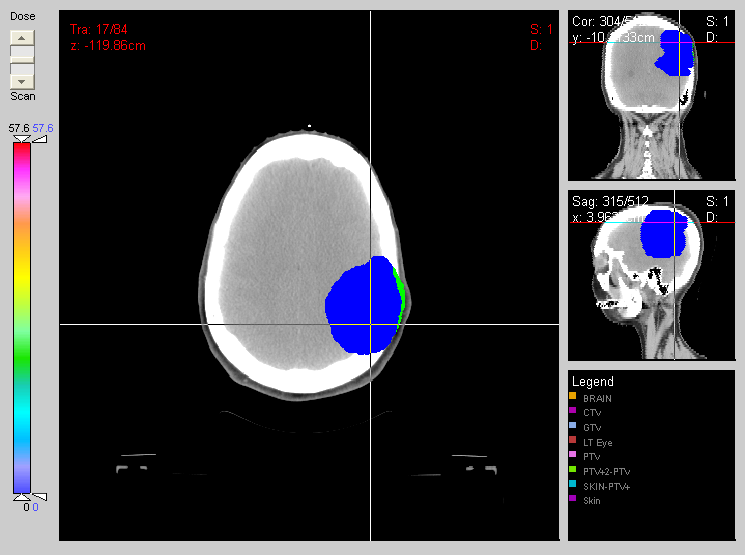 Dose
Scan
57.6 57.6
0 0
Tra: 17/84
z: -119.86cm
S: 1
D:
S: 1
D:
Sag: 315/512
S: 1
D:
Legend
BRAIN
CTV
GTV
LT Eye
PTV
PTV+2-PTV
SKIN-PTV+
Skin